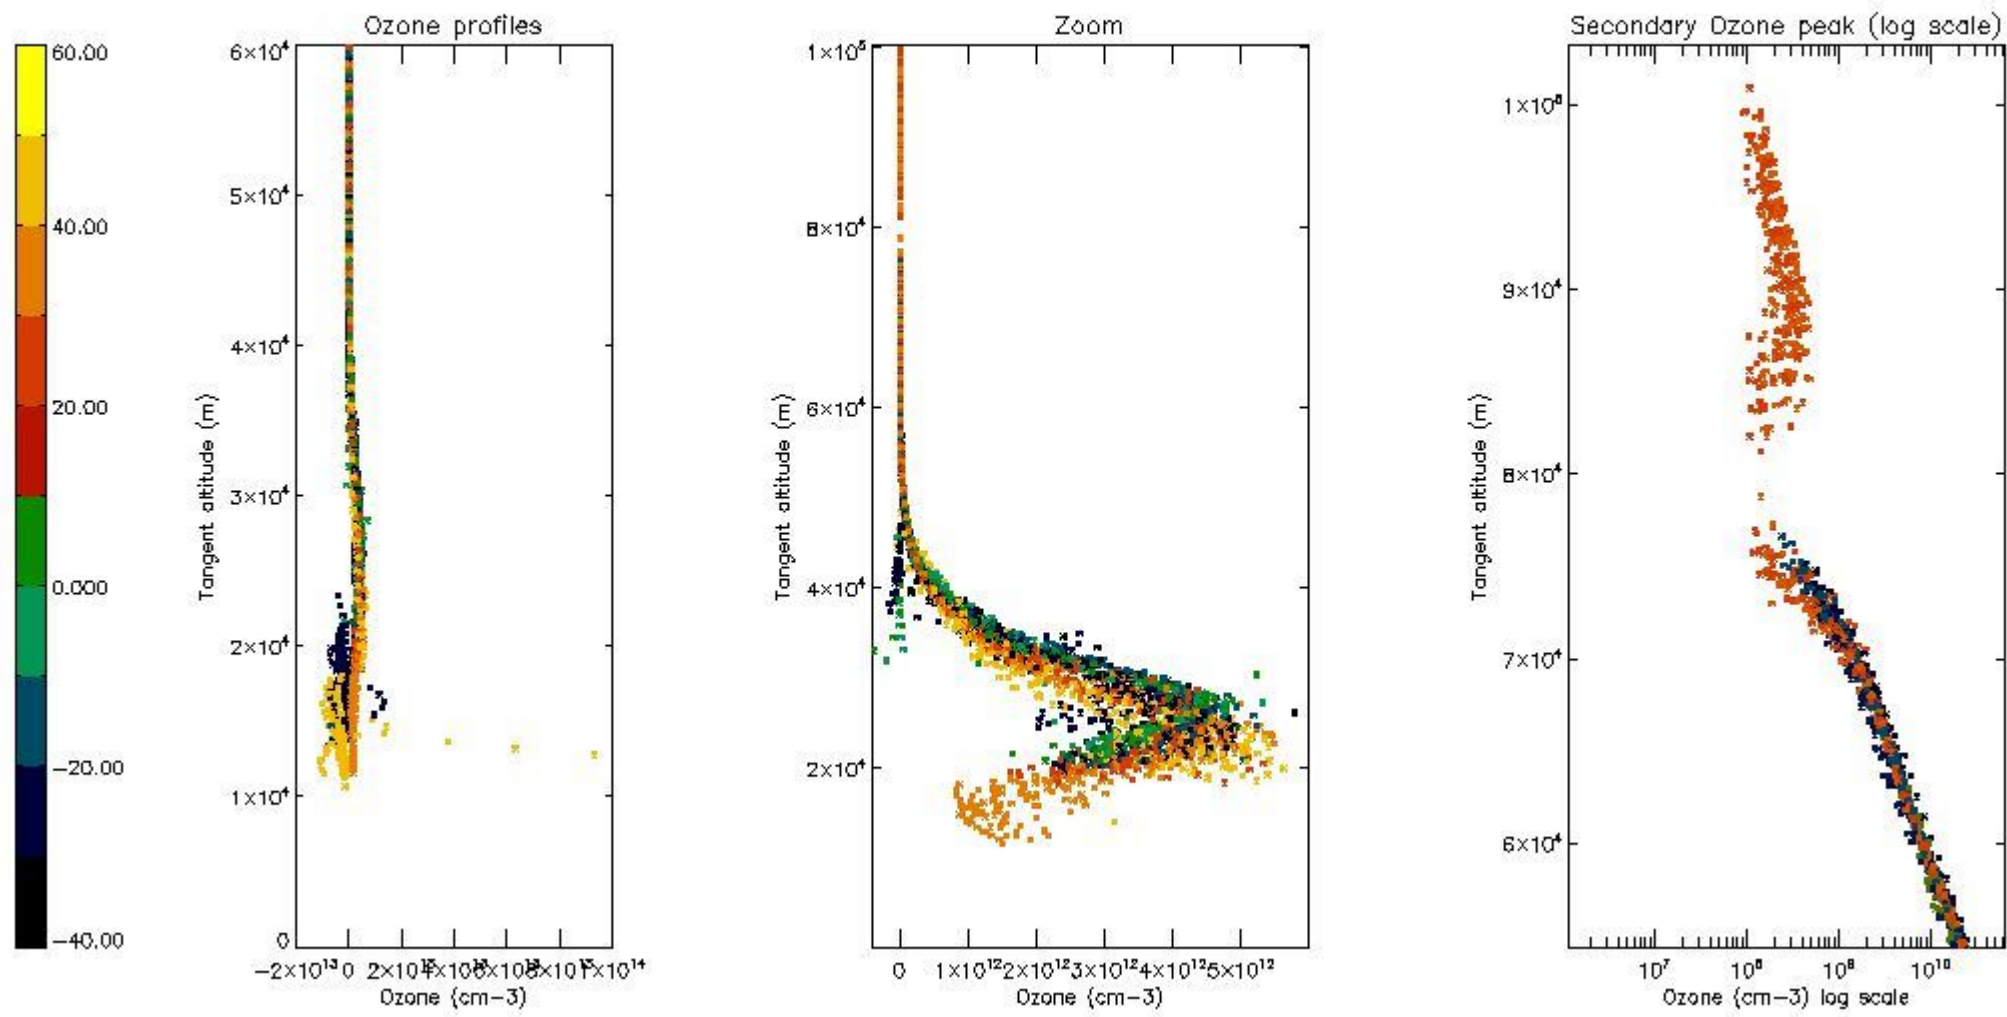 Ozone profiles
Zoom
Secondary Ozone peak (log scale)
60.00
40.00
20.00
0.000
−20.00
−40.00
6×10⁴
5×10⁴
4×10⁴
3×10⁴
2×10⁴
1×10⁴
0
Tangent altitude (m)
−2×10¹³ 0
Ozone (cm−3)
1×10⁵
8×10⁴
6×10⁴
4×10⁴
2×10⁴
Tangent altitude (m)
0 1×10¹² 2×10¹² 3×10¹² 4×10¹² 5×10¹²
Ozone (cm−3)
9×10⁴
8×10⁴
7×10⁴
6×10⁴
Tangent altitude (m)
10⁷ 10⁸ 10⁹ 10¹⁰
Ozone (cm−3) log scale